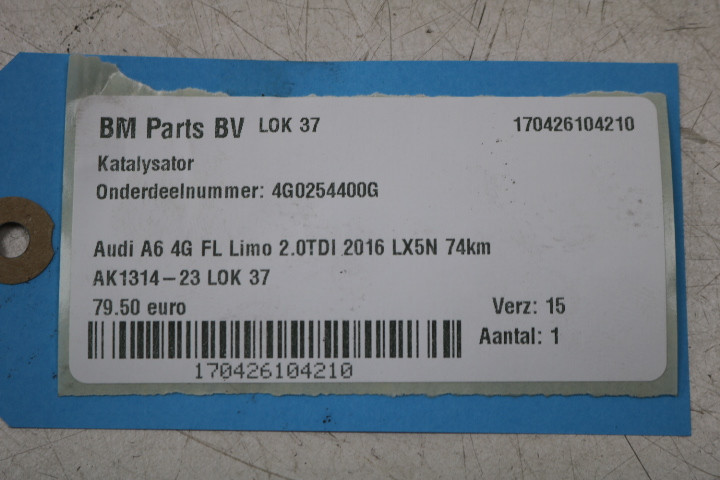 BM Parts BV LOK 37 170426104210
Katalysator
Onderdeelnummer: 4G0254400G
Audi A6 4G FL Limo 2.0TDI 2016 LX5N 74km
AK1314-23 LOK 37
79.50 euro Verz: 15
Aantal: 1
170426104210